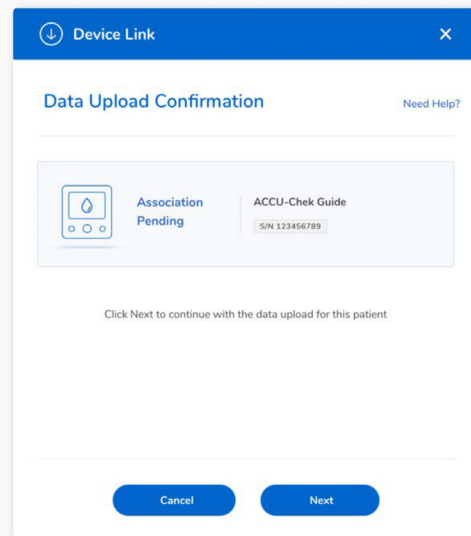 Device Link
Data Upload Confirmation
Need Help?
Association
Pending
ACCU-Chek Guide
S/N 123456789
Click Next to continue with the data upload for this patient
Cancel
Next